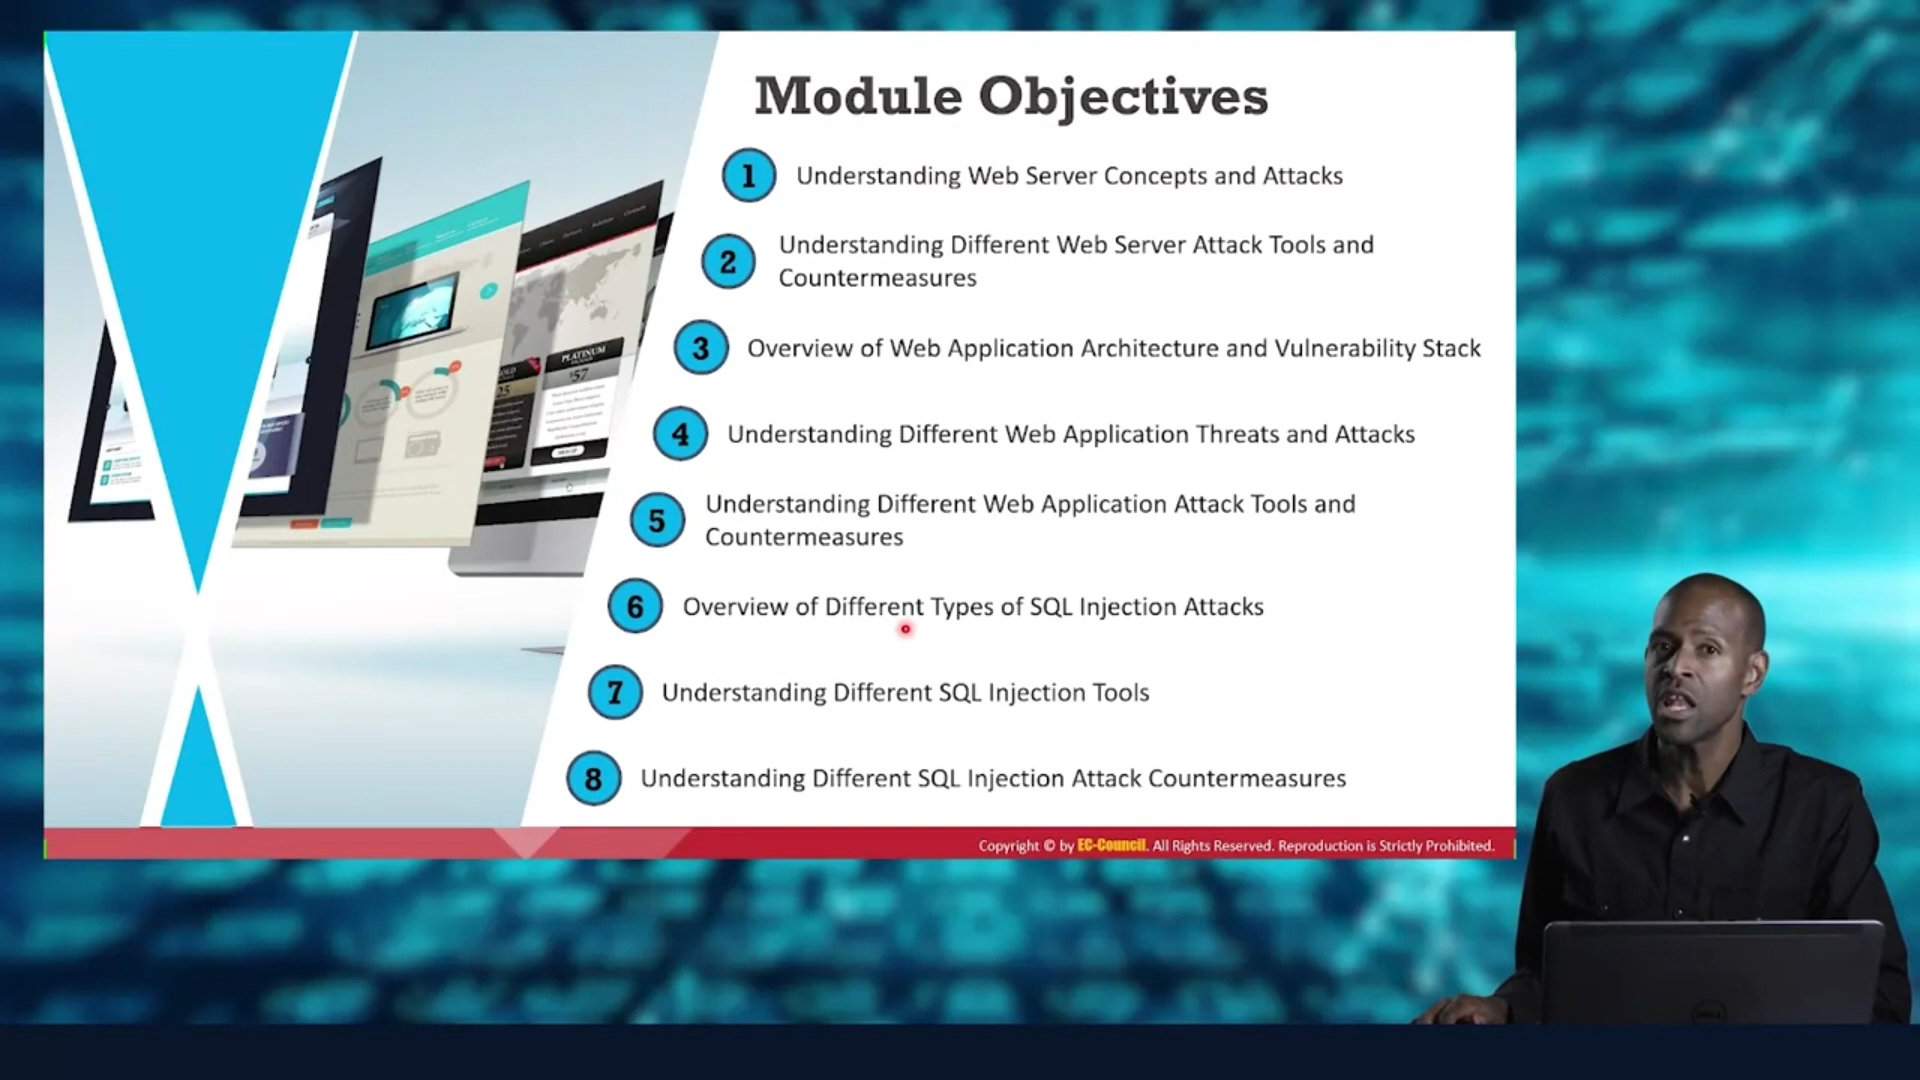 Module Objectives
1 Understanding Web Server Concepts and Attacks
2 Understanding Different Web Server Attack Tools and
Countermeasures
3 Overview of Web Application Architecture and Vulnerability Stack
4 Understanding Different Web Application Threats and Attacks
5 Understanding Different Web Application Attack Tools and
Countermeasures
6 Overview of Different Types of SQL Injection Attacks
7 Understanding Different SQL Injection Tools
8 Understanding Different SQL Injection Attack Countermeasures
PLATINUM
$57
Copyright © by EC-Council. All Rights Reserved. Reproduction is Strictly Prohibited.
DELL